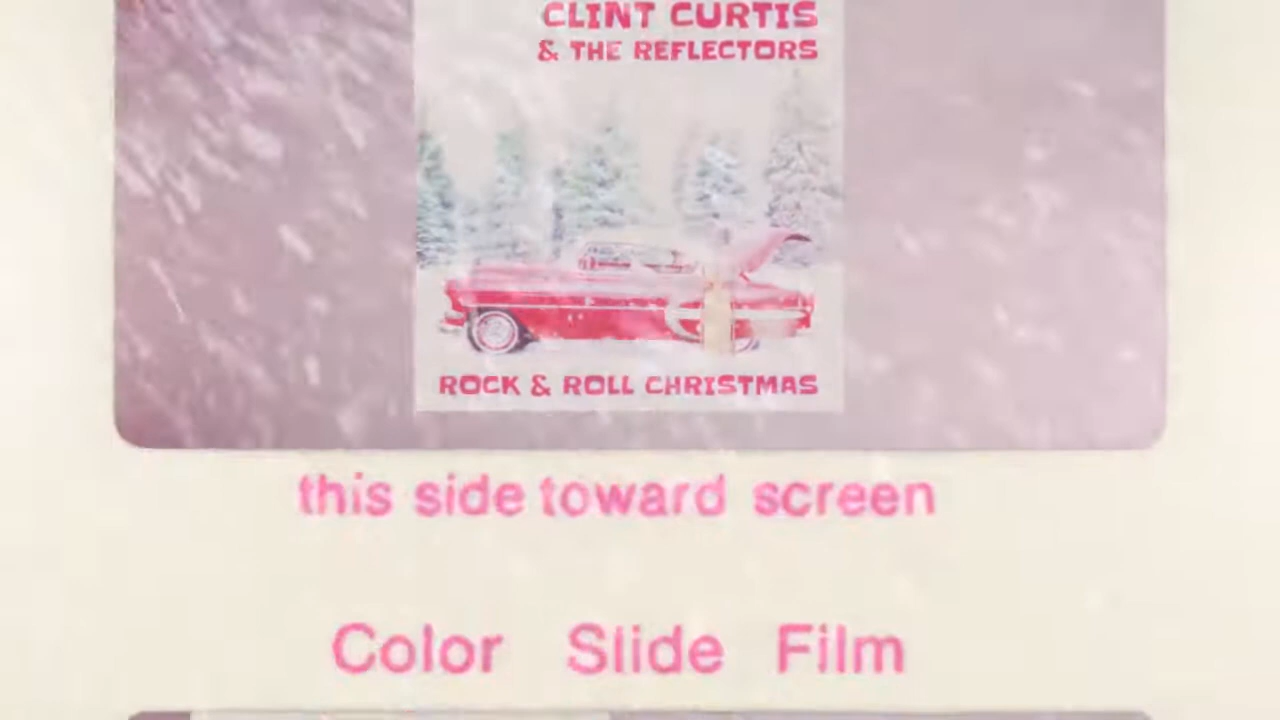 CLINT CURTIS
& THE REFLECTORS
ROCK & ROLL CHRISTMAS
this side toward screen
Color Slide Film